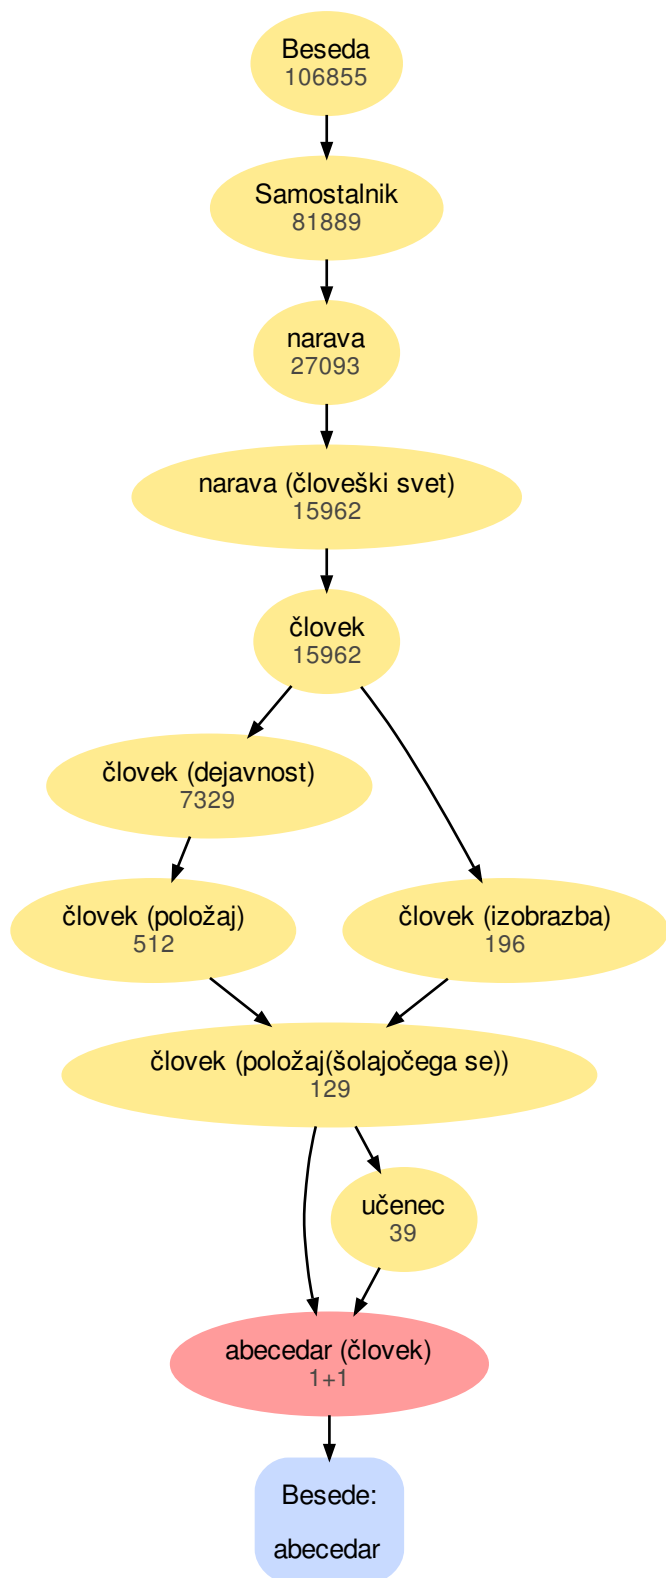 Beseda
106855
Samostalnik
81889
narava
27093
narava (človeški svet)
15962
človek
15962
človek (dejavnost)
7329
človek (položaj)
512
človek (izobrazba)
196
človek (položaj(šolajočega se))
129
učenec
39
abecedar (človek)
1+1
Besede:
abecedar